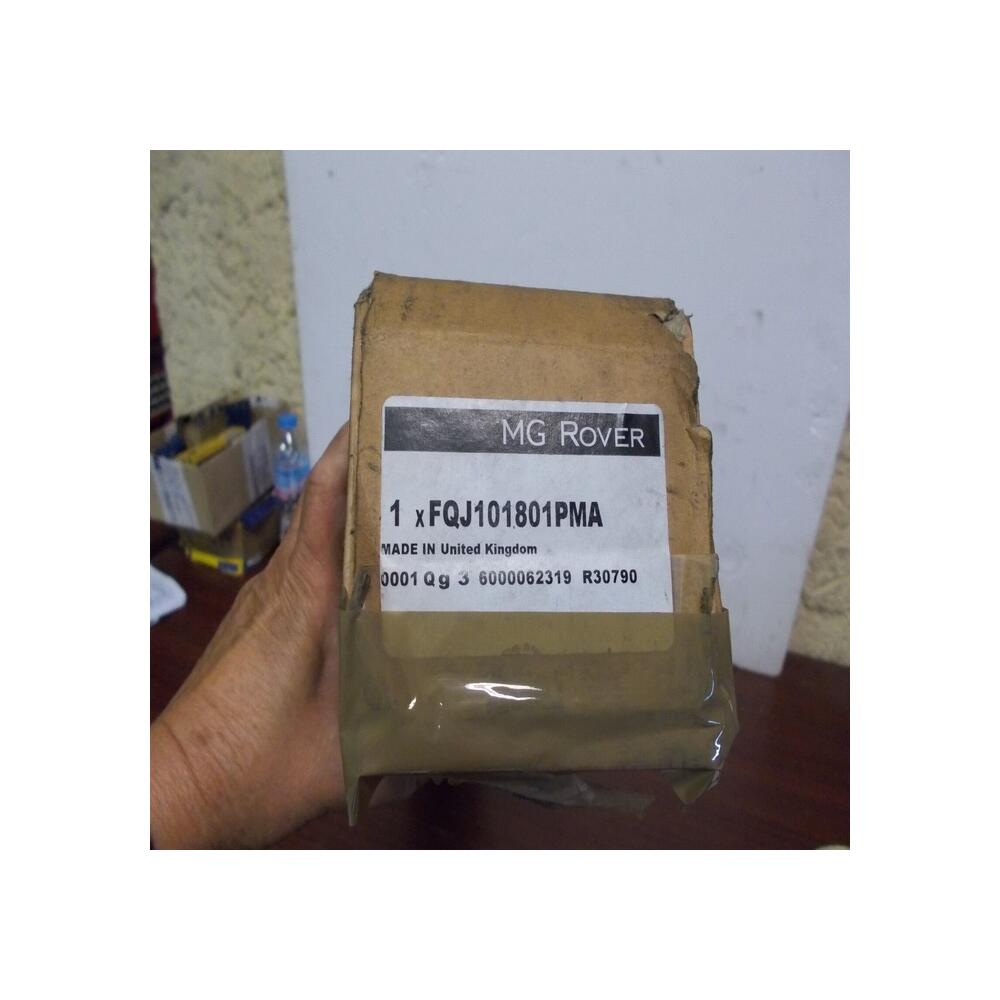 MG ROVER
1 x FQJ101801PMA
MADE IN United Kingdom
0001 Qg 3 6000062319 R30790